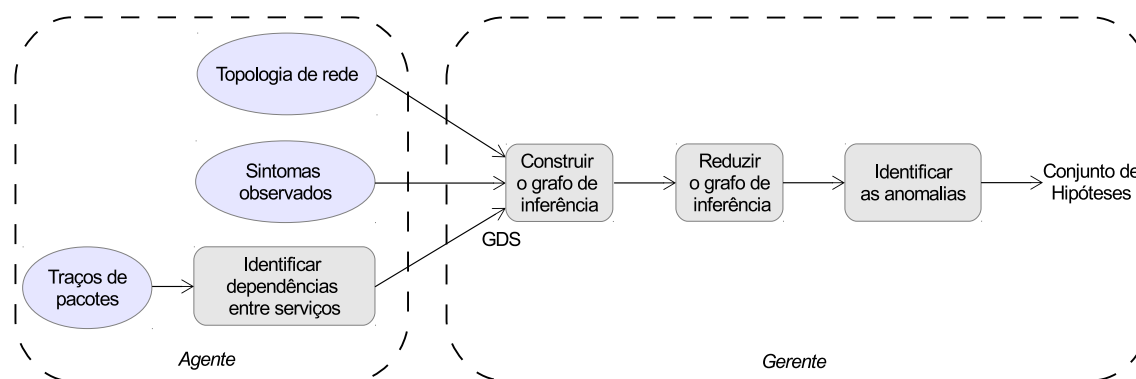 Topologia de rede
Sintomas
observados
Traços de
pacotes
Identificar
dependências
entre serviços
GDS
Construir
o grafo de
inferência
Reduzir
o grafo de
inferência
Identificar
as anomalias
Conjunto de
Hipóteses
Agente
Gerente